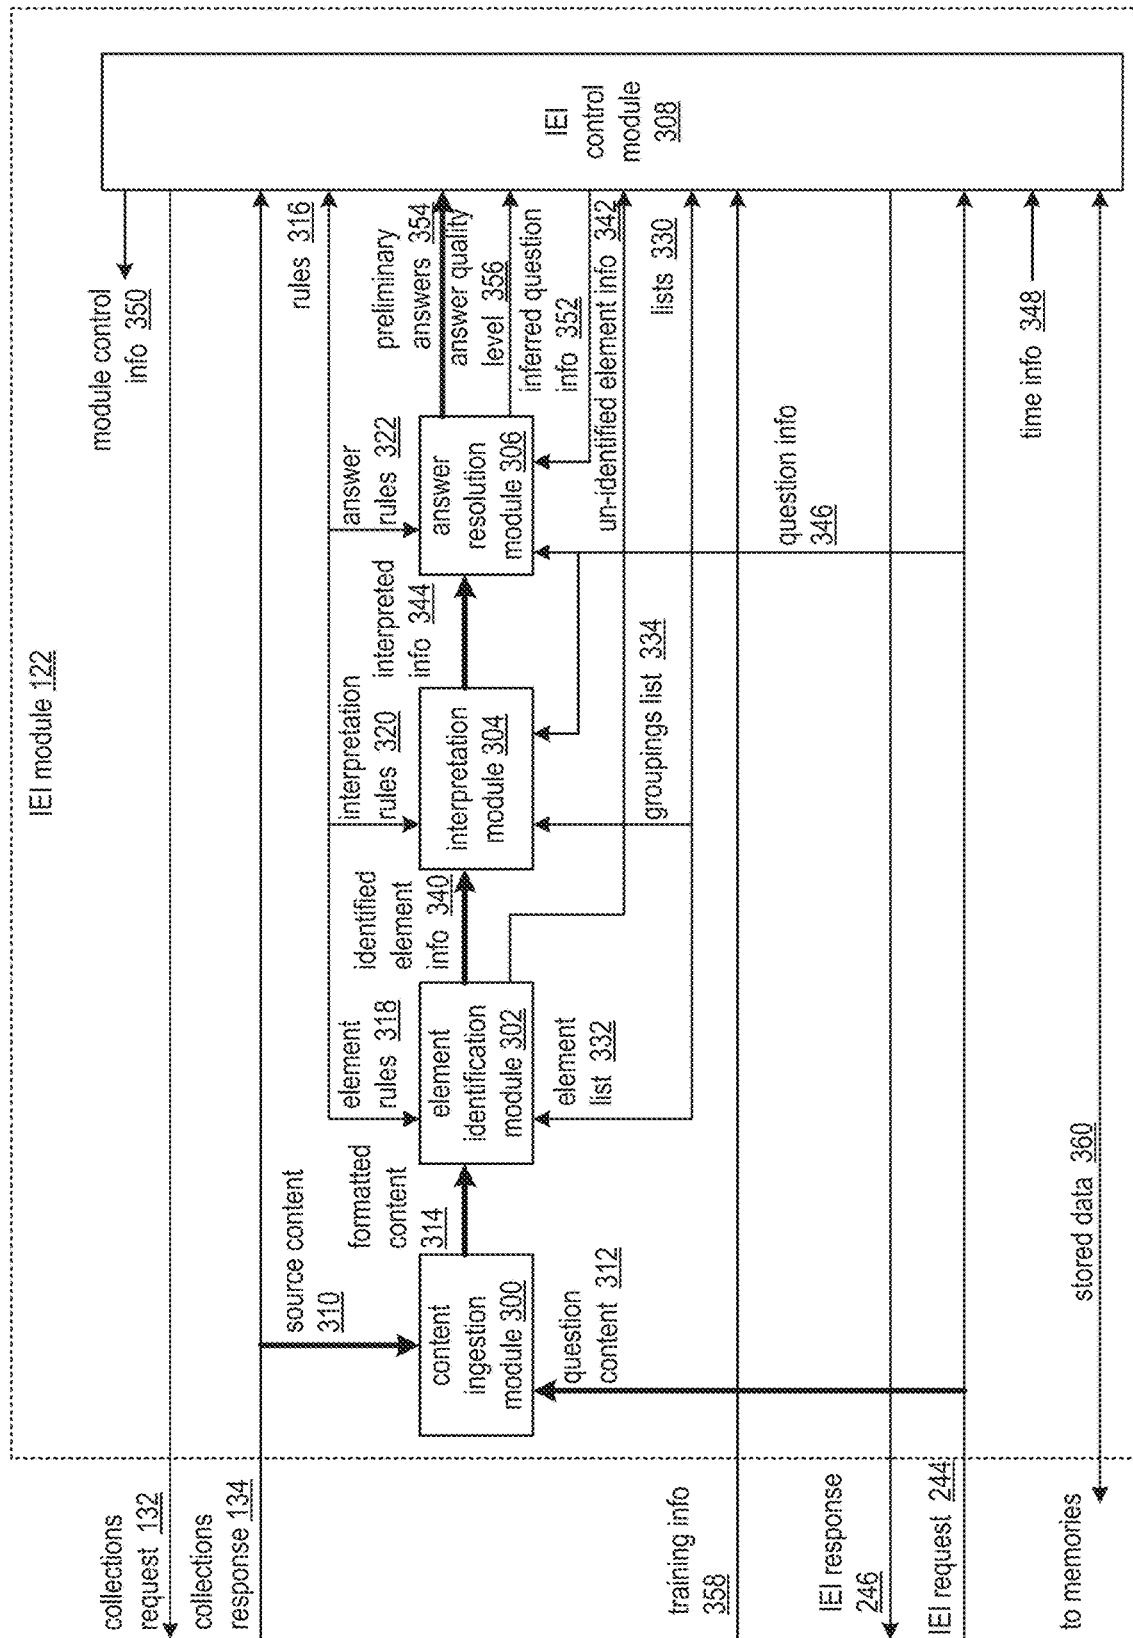 IEI module 122
collections
request 132
collections
response 134
training info
358
IEI response
246
IEI request 244
to memories
source content
310
content
ingestion
module 300
question
content 312
formatted
content
314
element
rules 318
element
identification
module 302
element
list 332
identified
element
info 340
interpretation
rules 320
interpretation
module 304
groupings list 334
interpreted
info 344
answer
rules 322
answer
resolution
module 306
question info
346
module control
info 350
rules 316
preliminary
answers 354
answer quality
level 356
inferred question
info 352
un-identified element info 342
lists 330
time info 348
stored data 360
IEI
control
module
308